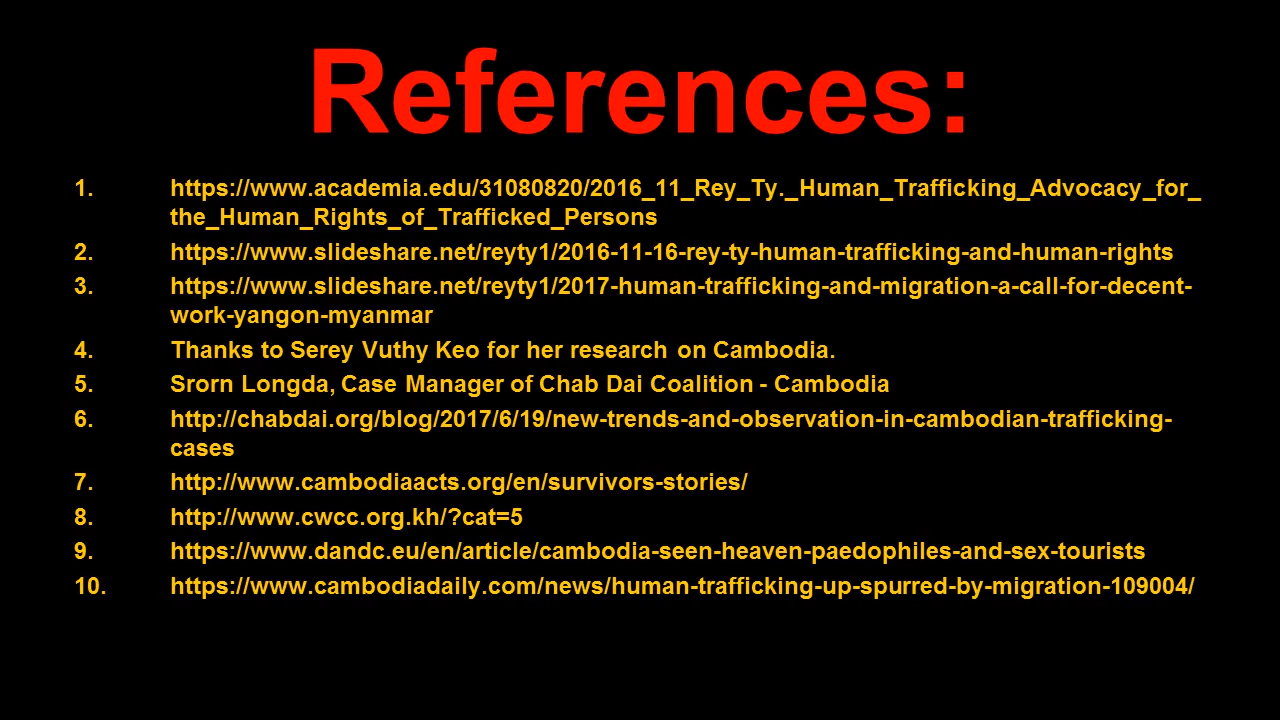 References:
1. https://www.academia.edu/31080820/2016_11_Rey_Ty._Human_Trafficking_Advocacy_for_
the_Human_Rights_of_Trafficked_Persons
2. https://www.slideshare.net/reyty1/2016-11-16-rey-ty-human-trafficking-and-human-rights
3. https://www.slideshare.net/reyty1/2017-human-trafficking-and-migration-a-call-for-decent-
work-yangon-myanmar
4. Thanks to Serey Vuthy Keo for her research on Cambodia.
5. Srorn Longda, Case Manager of Chab Dai Coalition - Cambodia
6. http://chabdai.org/blog/2017/6/19/new-trends-and-observation-in-cambodian-trafficking-
cases
7. http://www.cambodiaacts.org/en/survivors-stories/
8. http://www.cwcc.org.kh/?cat=5
9. https://www.dandc.eu/en/article/cambodia-seen-heaven-paedophiles-and-sex-tourists
10. https://www.cambodiadaily.com/news/human-trafficking-up-spurred-by-migration-109004/